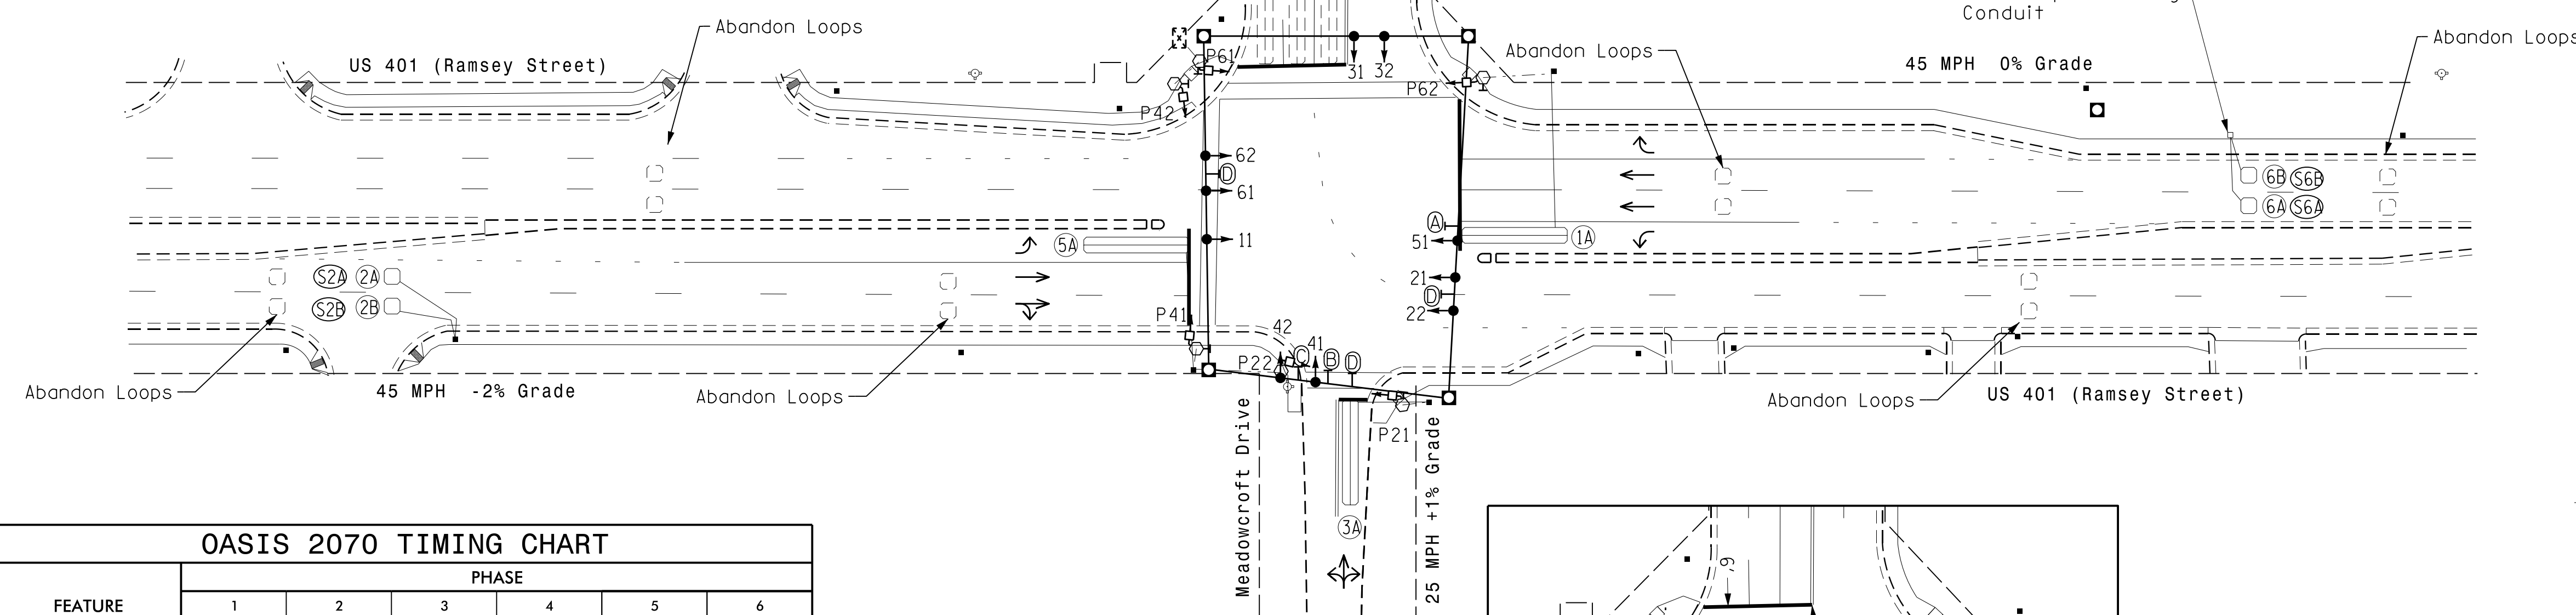 Conduit
Abandon Loops
US 401 (Ramsey Street)
Abandon Loops
45 MPH 0% Grade
Abandon Loops
P61
31 32
P62
P42
62
D
61
11
6B S6B
6A S6A
A
51
1A
5A
21
D
22
S2A 2A
S2B 2B
P41
42
41
P22
C
B
D
P21
Abandon Loops
45 MPH -2% Grade
Abandon Loops
Abandon Loops
US 401 (Ramsey Street)
Meadowcroft Drive
25 MPH +1% Grade
3A
6'
OASIS 2070 TIMING CHART
PHASE
FEATURE
1 2 3 4 5 6